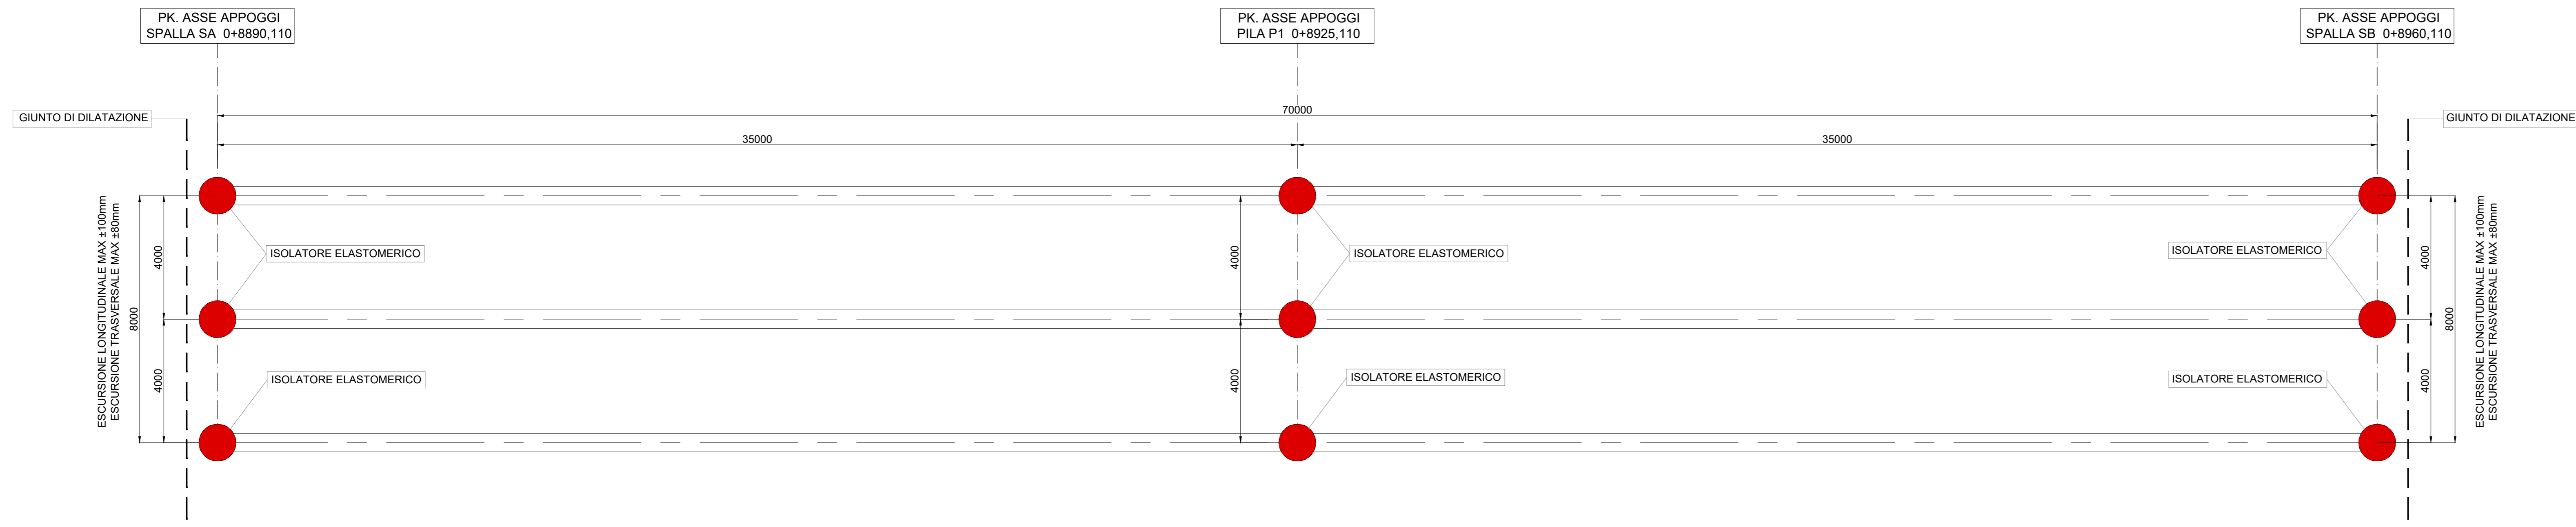 PK. ASSE APPOGGI
SPALLA SA 0+8890,110
PK. ASSE APPOGGI
PILA P1 0+8925,110
PK. ASSE APPOGGI
SPALLA SB 0+8960,110
GIUNTO DI DILATAZIONE
70000
GIUNTO DI DILATAZIONE
35000
35000
ESCURSIONE LONGITUDINALE MAX ±100mm
ESCURSIONE TRASVERSALE MAX ±80mm
8000
4000
4000
ISOLATORE ELASTOMERICO
ISOLATORE ELASTOMERICO
4000
4000
ISOLATORE ELASTOMERICO
ISOLATORE ELASTOMERICO
ISOLATORE ELASTOMERICO
ISOLATORE ELASTOMERICO
4000
4000
8000
ESCURSIONE LONGITUDINALE MAX ±100mm
ESCURSIONE TRASVERSALE MAX ±80mm